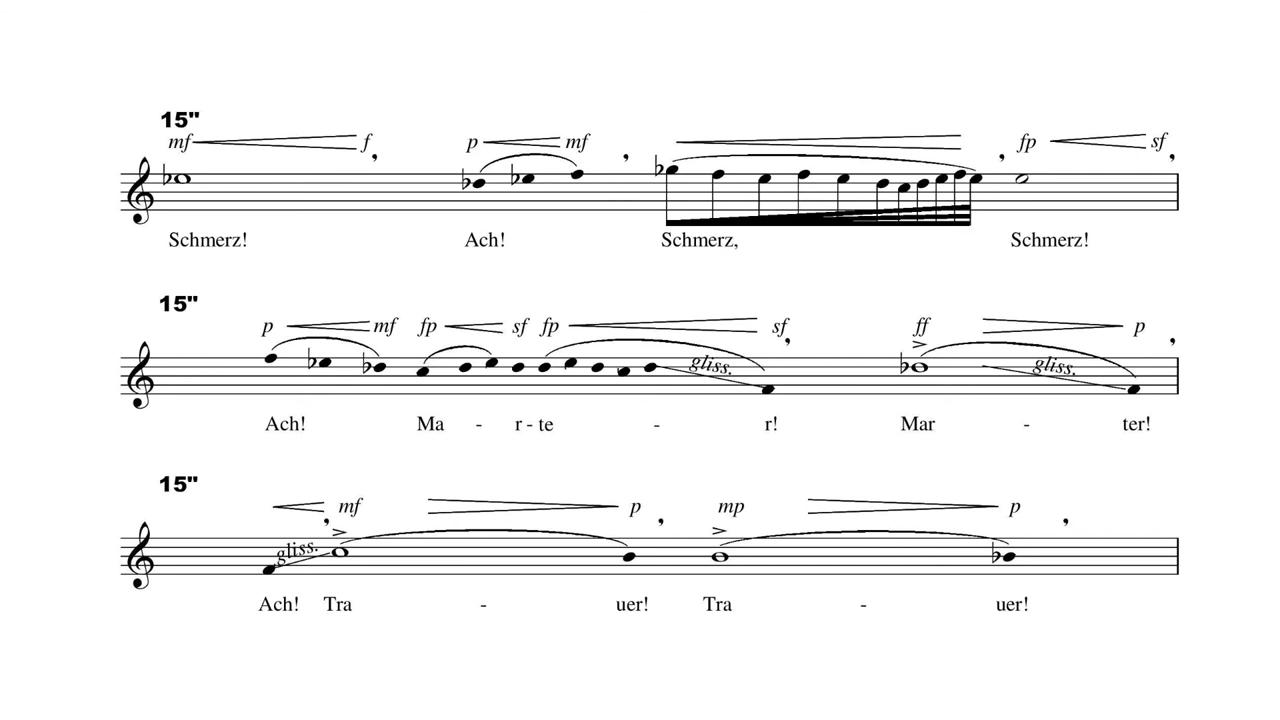 15"
mf f p mf fp sf
Schmerz! Ach! Schmerz, Schmerz!
15"
p mf fp sf fp sf ff p
gliss. gliss.
Ach! Ma - r - te - r! Mar - ter!
15"
mf p mp p
gliss.
Ach! Tra - uer! Tra - uer!